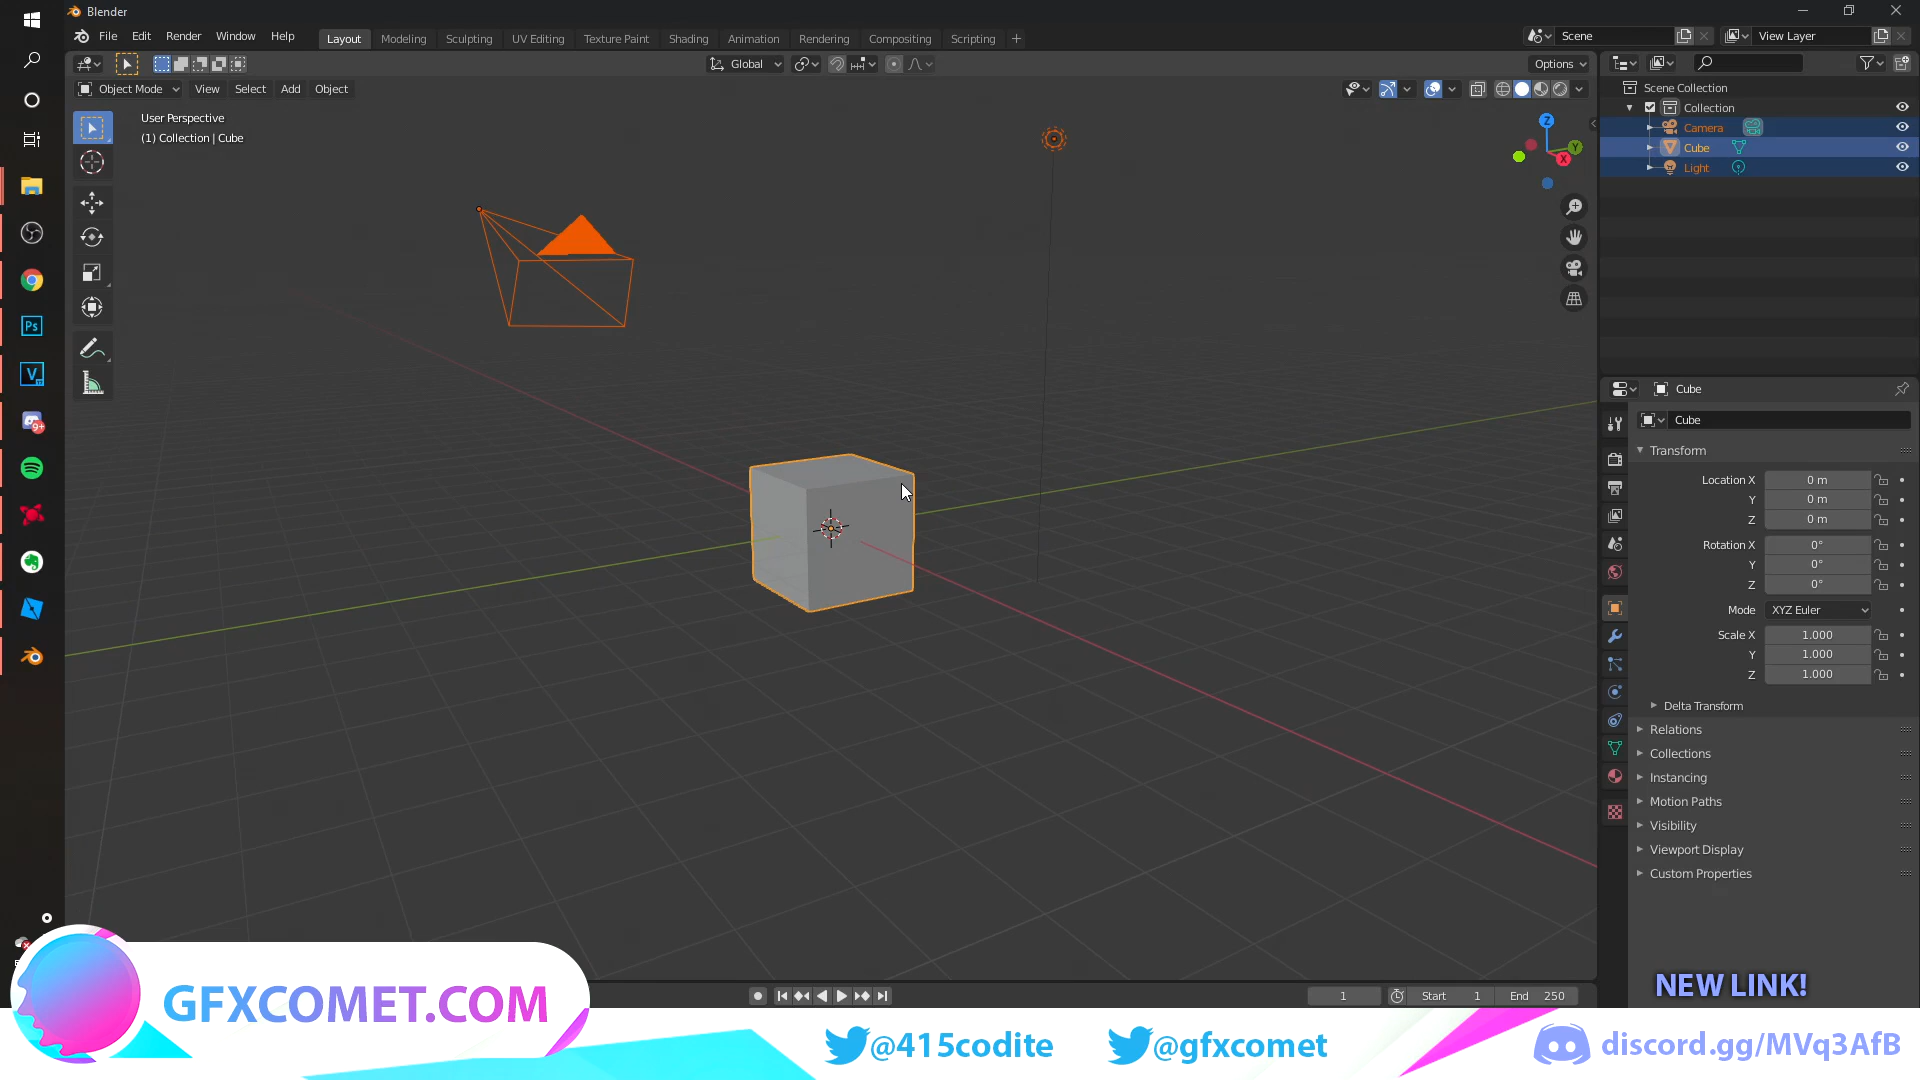 Blender
File Edit Render Window Help
Layout Modeling Sculpting UV Editing Texture Paint Shading Animation Rendering Compositing Scripting +
Scene
View Layer
Global
Options
Object Mode View Select Add Object
User Perspective
(1) Collection | Cube
Z
Y
X
Scene Collection
Collection
Camera
Cube
Light
Ps
V
9+
Cube
Cube
Transform
Location X 0 m
Y 0 m
Z 0 m
Rotation X 0°
Y 0°
Z 0°
Mode XYZ Euler
Scale X 1.000
Y 1.000
Z 1.000
Delta Transform
Relations
Collections
Instancing
Motion Paths
Visibility
Viewport Display
Custom Properties
1
Start 1
End 250
NEW LINK!
GFXCOMET.COM
@415codite
@gfxcomet
discord.gg/MVq3AfB